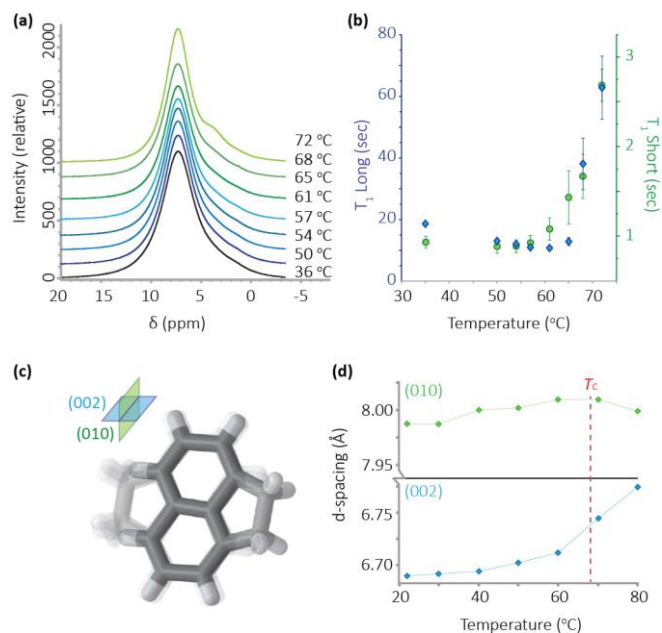 (a)
Intensity (relative)
2000
1500
1000
500
0
72 °C
68 °C
65 °C
61 °C
57 °C
54 °C
50 °C
36 °C
20 15 10 5 0 -5
δ (ppm)
(b)
T1 Long (sec)
80
60
40
20
0
T1 Short (sec)
3
2
1
30 40 50 60 70
Temperature (°C)
(c)
(002)
(010)
(d)
Tc
(010)
(002)
d-spacing (Å)
8.00
7.95
6.75
6.70
20 40 60 80
Temperature (°C)